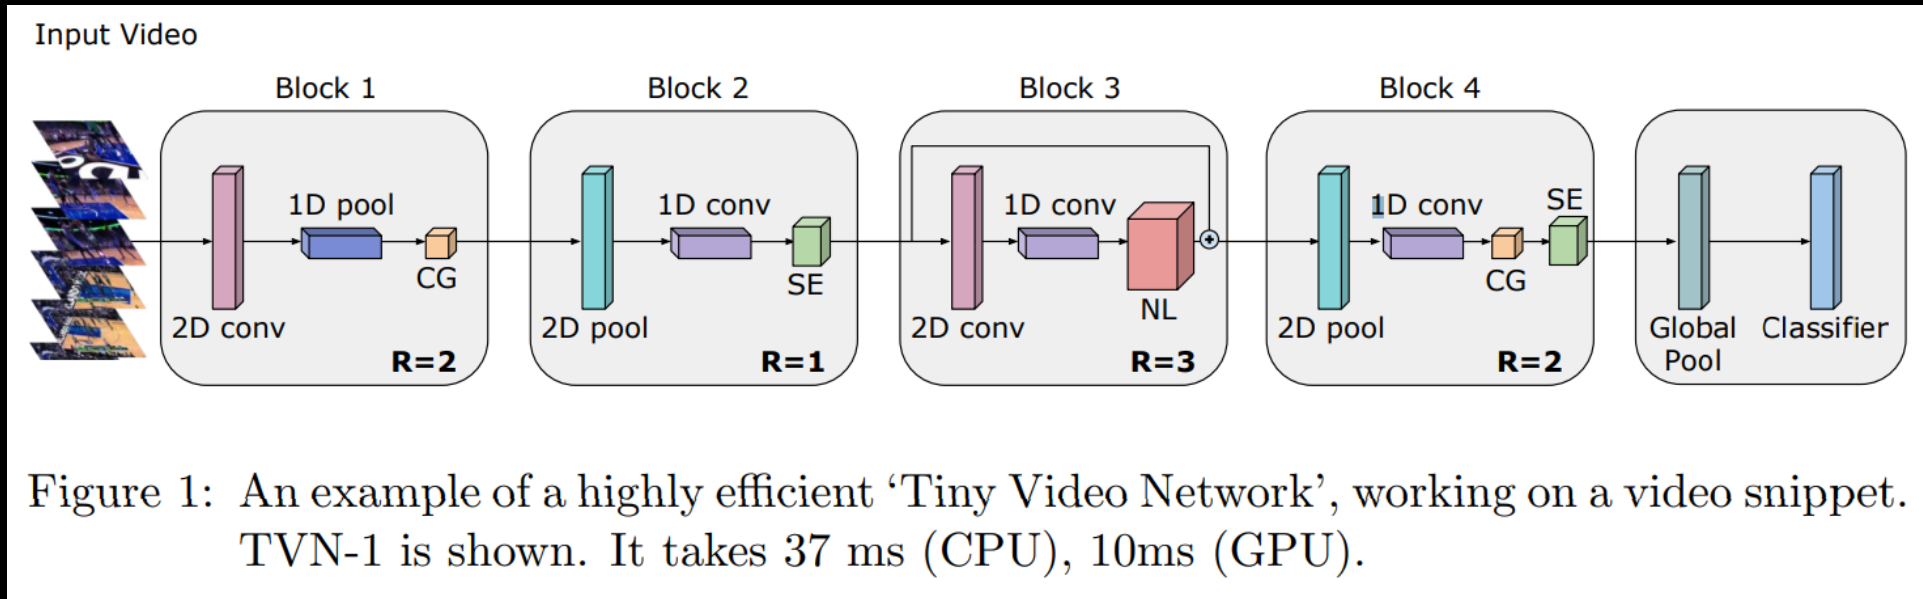 Input Video
Block 1
Block 2
Block 3
Block 4
1D pool
1D conv
1D conv
1D conv
SE
CG
SE
NL
CG
2D conv
2D pool
2D conv
2D pool
Global Pool
Classifier
R=2
R=1
R=3
R=2
Figure 1: An example of a highly efficient ‘Tiny Video Network’, working on a video snippet.
TVN-1 is shown. It takes 37 ms (CPU), 10ms (GPU).